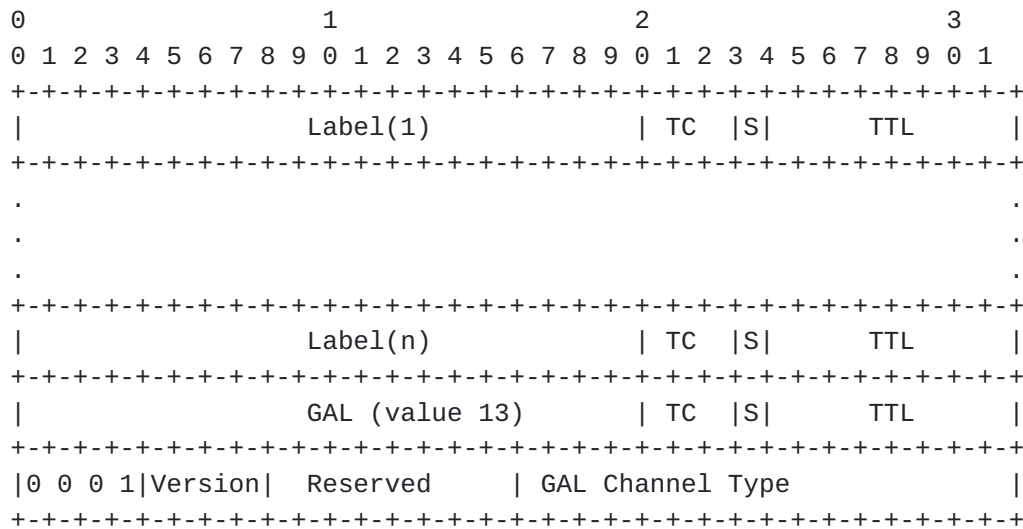 0                   1                   2                   3
0 1 2 3 4 5 6 7 8 9 0 1 2 3 4 5 6 7 8 9 0 1 2 3 4 5 6 7 8 9 0 1
+-+-+-+-+-+-+-+-+-+-+-+-+-+-+-+-+-+-+-+-+-+-+-+-+-+-+-+-+-+-+-+-+
|                  Label(1)             | TC  |S|      TTL      |
+-+-+-+-+-+-+-+-+-+-+-+-+-+-+-+-+-+-+-+-+-+-+-+-+-+-+-+-+-+-+-+-+
.                                                               .
.                                                               .
.                                                               .
+-+-+-+-+-+-+-+-+-+-+-+-+-+-+-+-+-+-+-+-+-+-+-+-+-+-+-+-+-+-+-+-+
|                  Label(n)             | TC  |S|      TTL      |
+-+-+-+-+-+-+-+-+-+-+-+-+-+-+-+-+-+-+-+-+-+-+-+-+-+-+-+-+-+-+-+-+
|                  GAL (value 13)       | TC  |S|      TTL      |
+-+-+-+-+-+-+-+-+-+-+-+-+-+-+-+-+-+-+-+-+-+-+-+-+-+-+-+-+-+-+-+-+
|0 0 0 1|Version|  Reserved     | GAL Channel Type              |
+-+-+-+-+-+-+-+-+-+-+-+-+-+-+-+-+-+-+-+-+-+-+-+-+-+-+-+-+-+-+-+-+